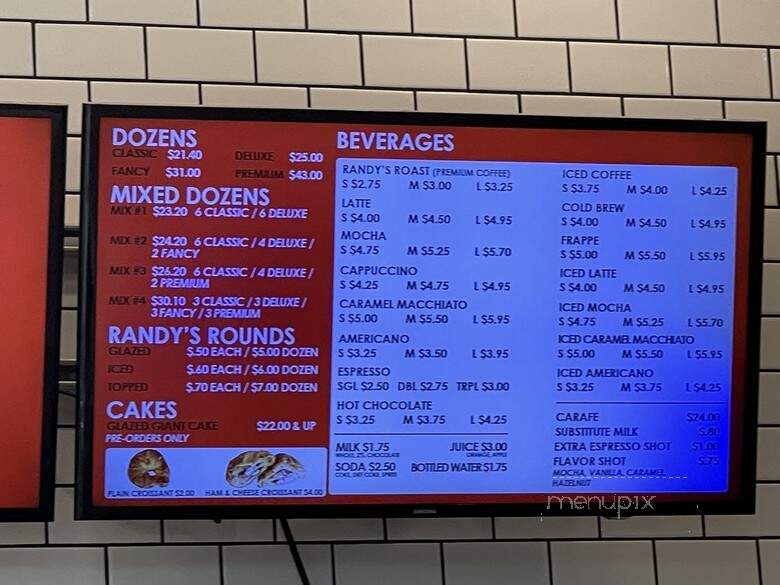 DOZENS
CLASSIC $21.40 DELUXE $25.00
FANCY $31.00 PREMIUM $43.00
MIXED DOZENS
MIX #1 $23.20 6 CLASSIC / 6 DELUXE
MIX #2 $24.20 6 CLASSIC / 4 DELUXE /
2 FANCY
MIX #3 $26.20 6 CLASSIC / 4 DELUXE /
2 PREMIUM
MIX #4 $30.10 3 CLASSIC / 3 DELUXE /
3 FANCY / 3 PREMIUM
RANDY'S ROUNDS
GLAZED $.50 EACH / $5.00 DOZEN
ICED $.60 EACH / $6.00 DOZEN
TOPPED $.70 EACH / $7.00 DOZEN
CAKES
GLAZED GIANT CAKE $22.00 & UP
PRE-ORDERS ONLY
PLAIN CROISSANT $2.00 HAM & CHEESE CROISSANT $4.00
BEVERAGES
RANDY'S ROAST (PREMIUM COFFEE)
S $2.75 M $3.00 L $3.25
LATTE
S $4.00 M $4.50 L $4.95
MOCHA
S $4.75 M $5.25 L $5.70
CAPPUCCINO
S $4.25 M $4.75 L $4.95
CARAMEL MACCHIATO
S $5.00 M $5.50 L $5.95
AMERICANO
S $3.25 M $3.50 L $3.95
ESPRESSO
SGL $2.50 DBL $2.75 TRPL $3.00
HOT CHOCOLATE
S $3.25 M $3.75 L $4.25
MILK $1.75 JUICE $3.00
WHOLE, 2%, CHOCOLATE ORANGE, APPLE
SODA $2.50 BOTTLED WATER $1.75
COKE, DIET COKE, SPRITE
ICED COFFEE
S $3.75 M $4.00 L $4.25
COLD BREW
S $4.00 M $4.50 L $4.95
FRAPPE
S $5.00 M $5.50 L $5.95
ICED LATTE
S $4.00 M $4.50 L $4.95
ICED MOCHA
S $4.75 M $5.25 L $5.70
ICED CARAMEL MACCHIATO
S $5.00 M $5.50 L $5.95
ICED AMERICANO
S $3.25 M $3.75 L $4.25
CARAFE $24.00
SUBSTITUTE MILK $.80
EXTRA ESPRESSO SHOT $1.00
FLAVOR SHOT $.75
MOCHA, VANILLA, CARAMEL,
HAZELNUT
SAMSUNG
menupix